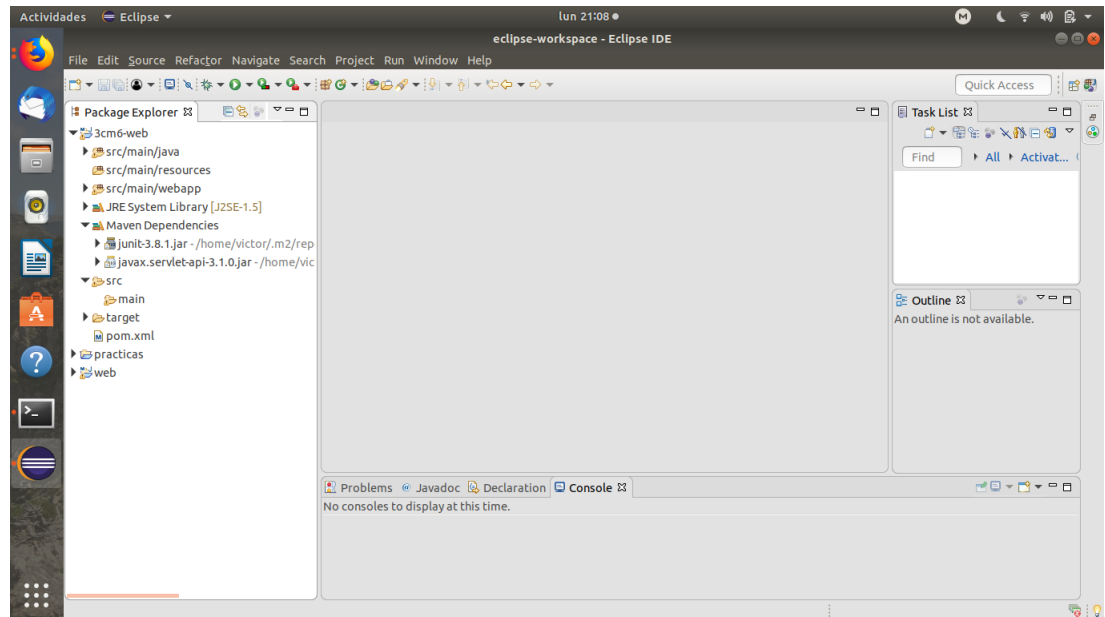 Actividades Eclipse lun 21:08 M
eclipse-workspace - Eclipse IDE
File Edit Source Refactor Navigate Search Project Run Window Help
Quick Access
Package Explorer
3cm6-web
src/main/java
src/main/resources
src/main/webapp
JRE System Library [J2SE-1.5]
Maven Dependencies
junit-3.8.1.jar - /home/victor/.m2/rep
javax.servlet-api-3.1.0.jar - /home/vic
src
main
target
pom.xml
practicas
web
Task List
Find All Activat...
Outline
An outline is not available.
Problems @ Javadoc Declaration Console
No consoles to display at this time.